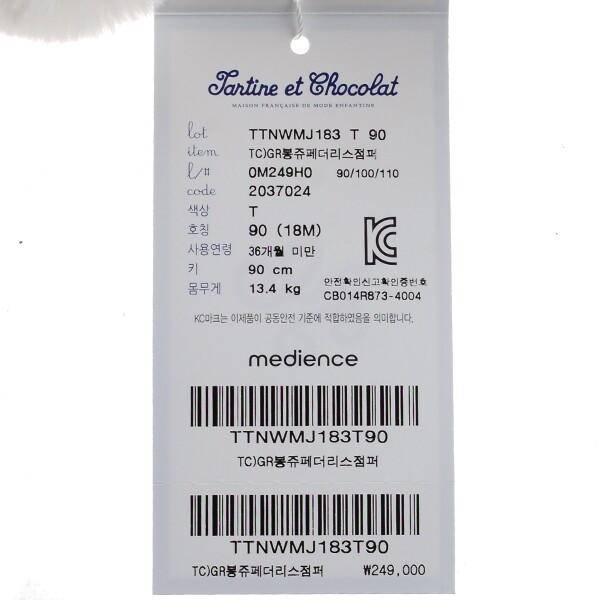 Tartine et Chocolat
MAISON FRANÇAISE DE MODE ENFANTINE
lot TTNWMJ183 T 90
item TC)GR봉쥬페더리스점퍼
l/# 0M249H0 90/100/110
code 2037024
색상 T
호칭 90 (18M)
사용연령 36개월 미만
키 90 cm
몸무게 13.4 kg
KC
안전확인신고확인증번호
CB014R873-4004
KC마크는 이제품이 공동안전 기준에 적합하였음을 의미합니다.
medience
TTNWMJ183T90
TC)GR봉쥬페더리스점퍼
TTNWMJ183T90
TC)GR봉쥬페더리스점퍼 ₩249,000